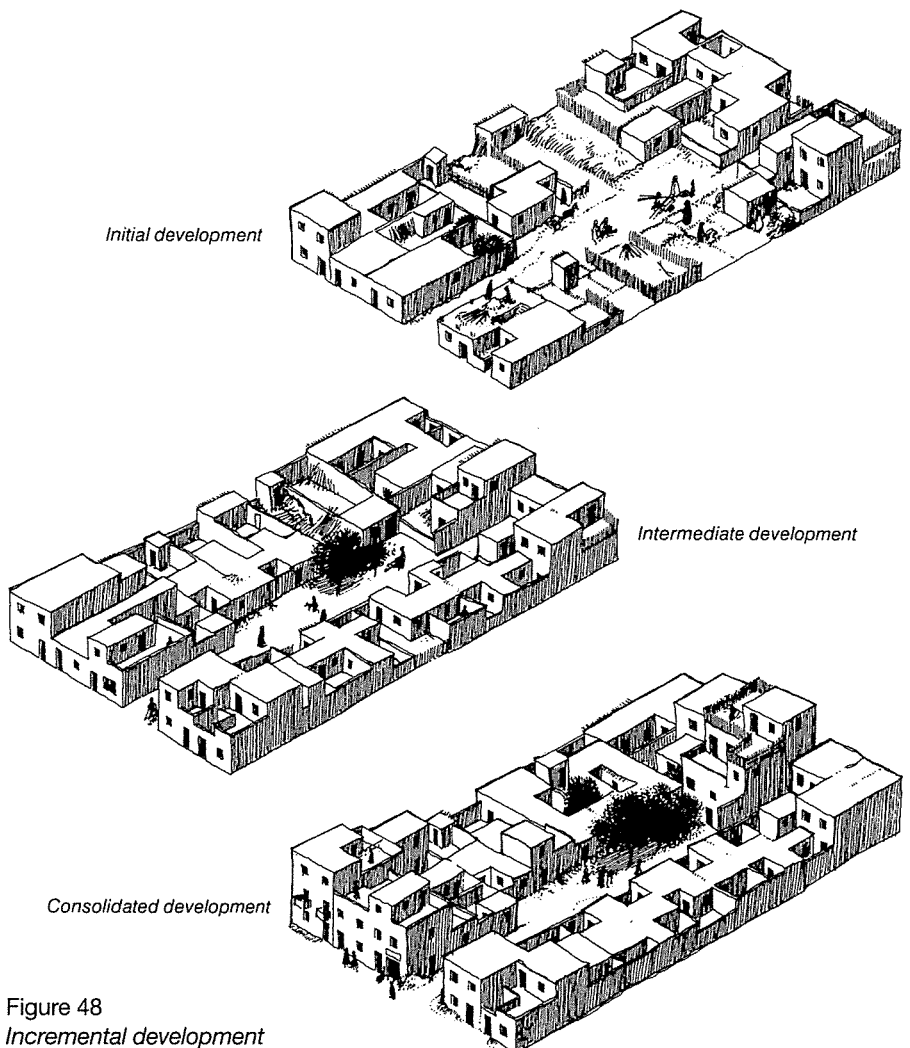 Initial development
Intermediate development
Consolidated development
Figure 48
Incremental development